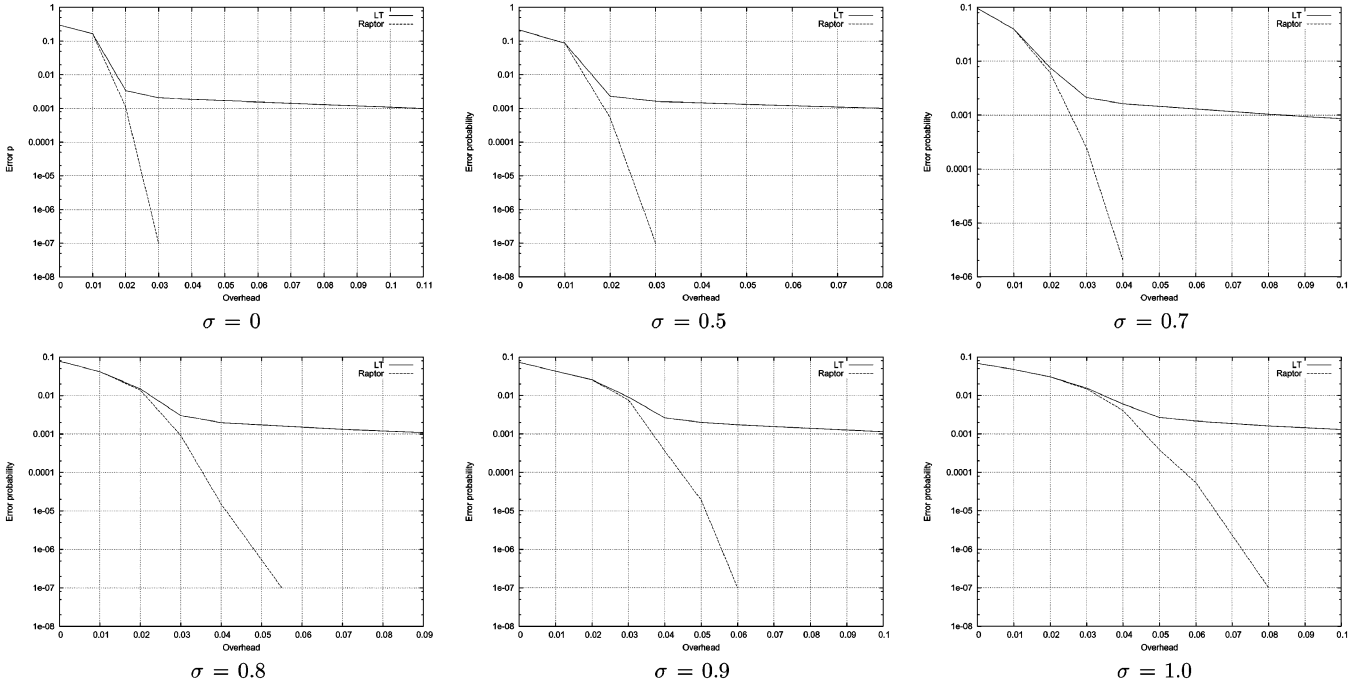 1
0.1
0.01
0.001
0.0001
1e-05
1e-06
1e-07
1e-08
Error p
0 0.01 0.02 0.03 0.04 0.05 0.06 0.07 0.08 0.09 0.1 0.11
Overhead
LT
Raptor
σ = 0
1
0.1
0.01
0.001
0.0001
1e-05
1e-06
1e-07
1e-08
Error probability
0 0.01 0.02 0.03 0.04 0.05 0.06 0.07 0.08
Overhead
LT
Raptor
σ = 0.5
0.1
0.01
0.001
0.0001
1e-05
1e-06
Error probability
0 0.01 0.02 0.03 0.04 0.05 0.06 0.07 0.08 0.09 0.1
Overhead
LT
Raptor
σ = 0.7
0.1
0.01
0.001
0.0001
1e-05
1e-06
1e-07
1e-08
Error probability
0 0.01 0.02 0.03 0.04 0.05 0.06 0.07 0.08 0.09
Overhead
LT
Raptor
σ = 0.8
0.1
0.01
0.001
0.0001
1e-05
1e-06
1e-07
1e-08
Error probability
0 0.01 0.02 0.03 0.04 0.05 0.06 0.07 0.08 0.09 0.1
Overhead
LT
Raptor
σ = 0.9
0.1
0.01
0.001
0.0001
1e-05
1e-06
1e-07
1e-08
Error probability
0 0.01 0.02 0.03 0.04 0.05 0.06 0.07 0.08 0.09 0.1
Overhead
LT
Raptor
σ = 1.0